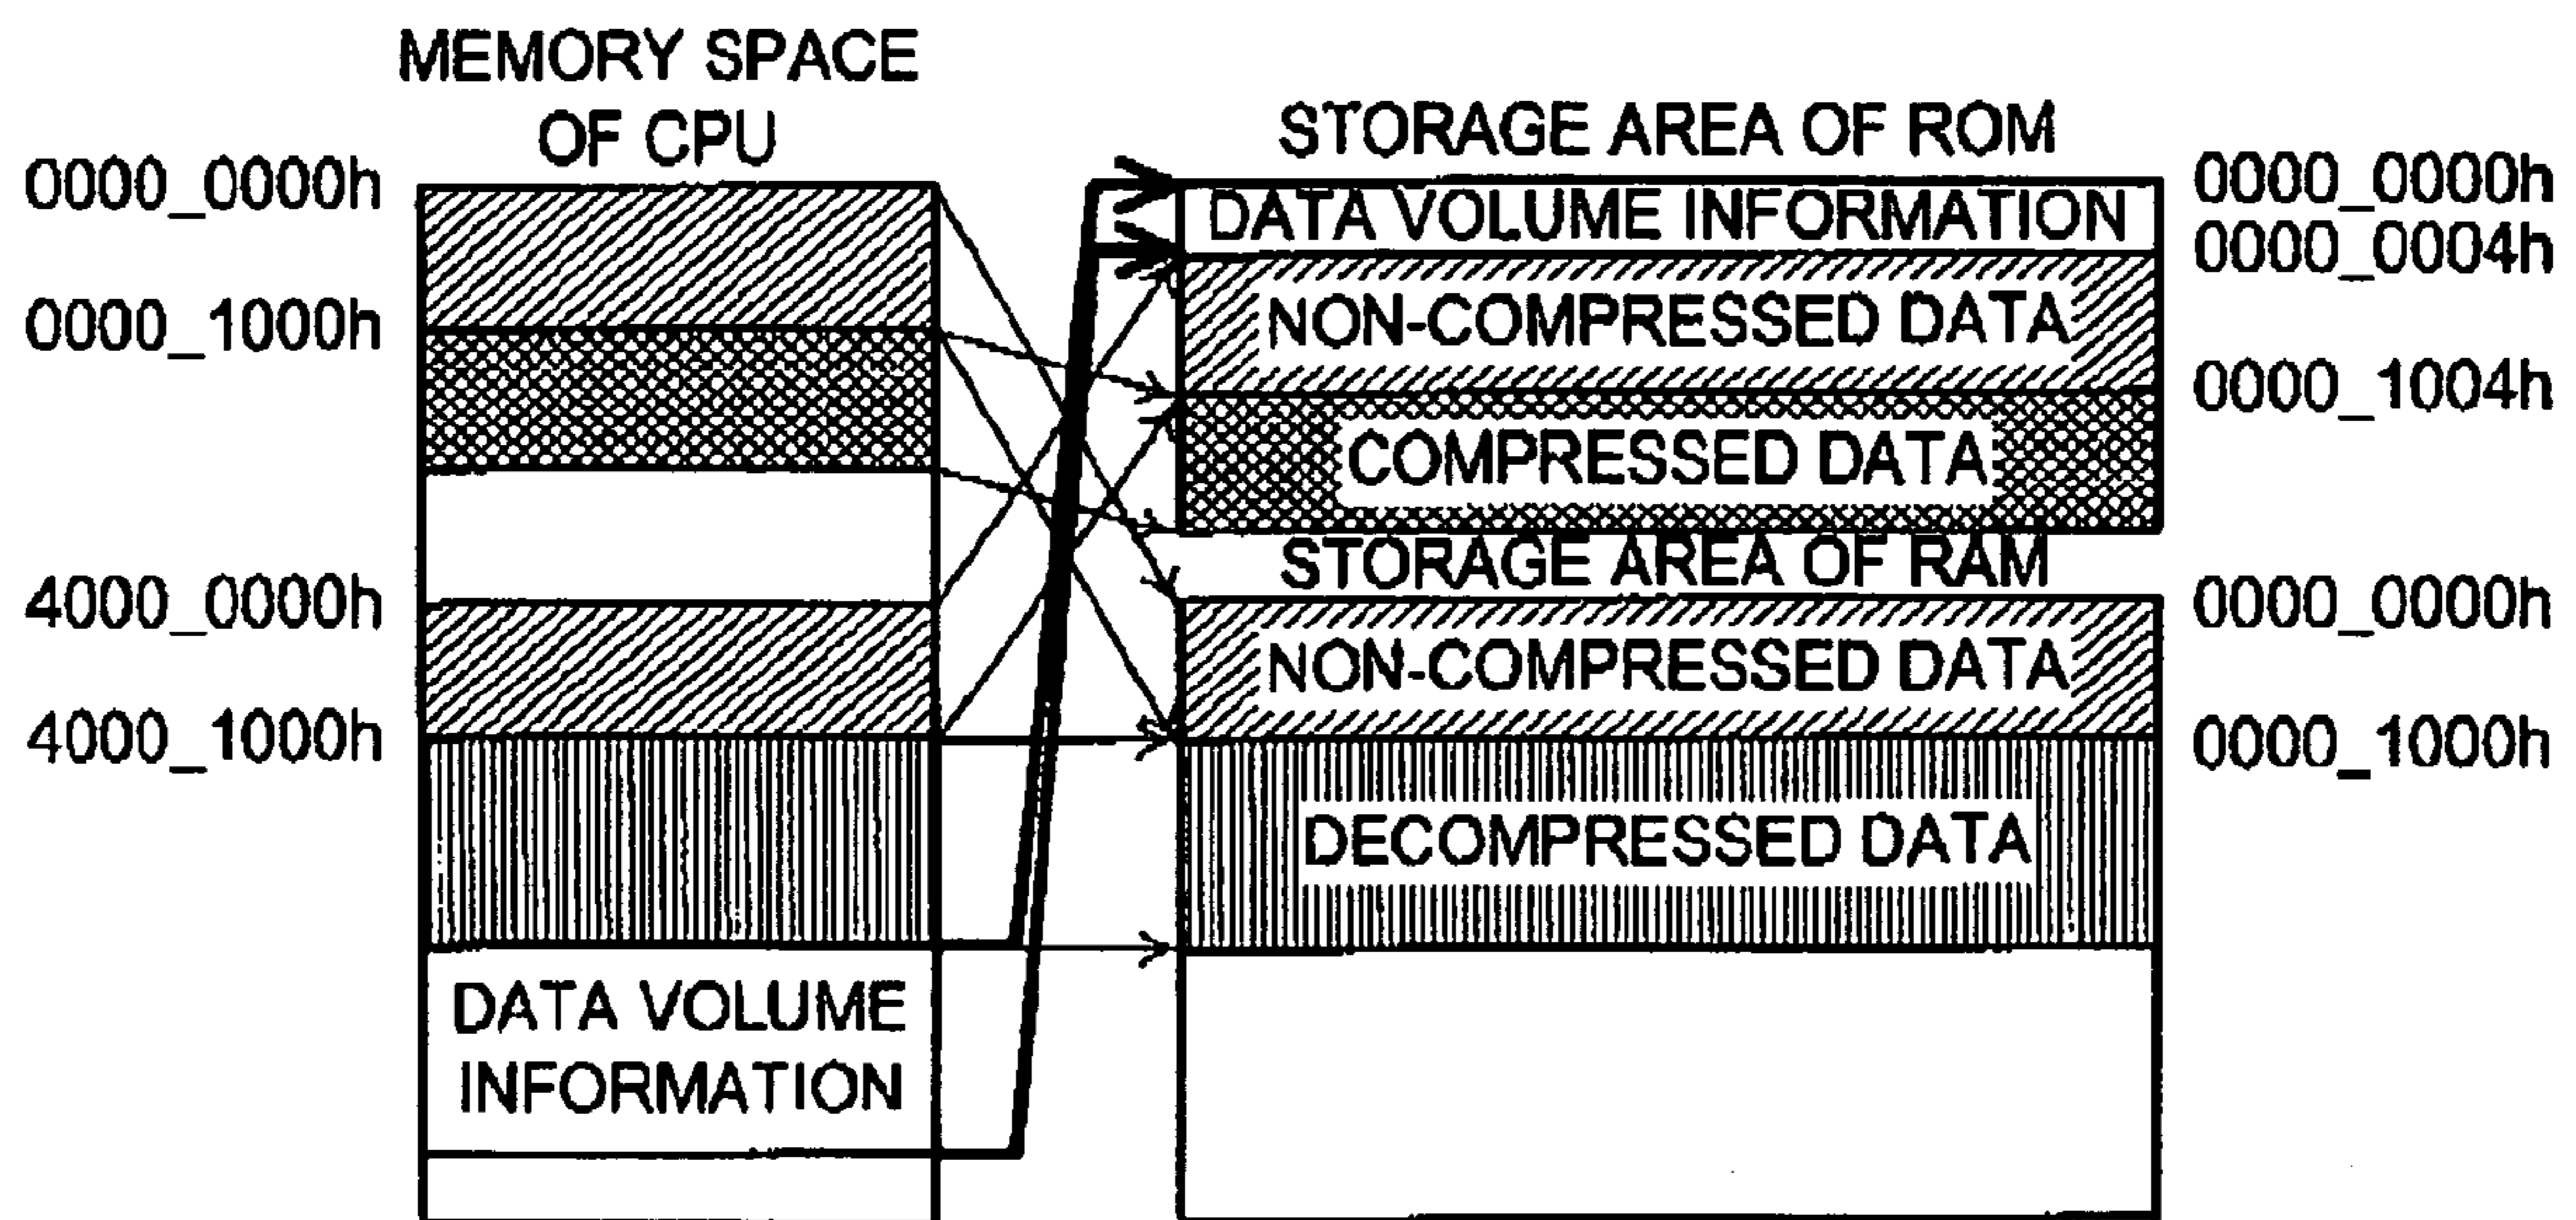 MEMORY SPACE
OF CPU
0000_0000h
0000_1000h
4000_0000h
4000_1000h
DATA VOLUME
INFORMATION
STORAGE AREA OF ROM
DATA VOLUME INFORMATION
NON-COMPRESSED DATA
COMPRESSED DATA
0000_0000h
0000_0004h
0000_1004h
STORAGE AREA OF RAM
NON-COMPRESSED DATA
DECOMPRESSED DATA
0000_0000h
0000_1000h